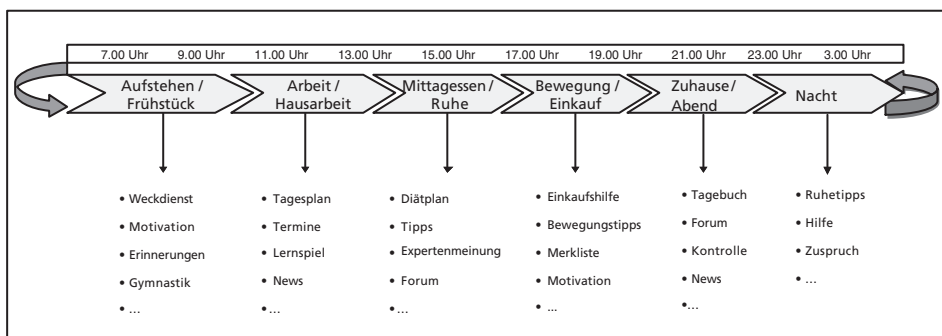 7.00 Uhr 9.00 Uhr 11.00 Uhr 13.00 Uhr 15.00 Uhr 17.00 Uhr 19.00 Uhr 21.00 Uhr 23.00 Uhr 3.00 Uhr
Aufstehen /
Frühstück
Arbeit /
Hausarbeit
Mittagessen /
Ruhe
Bewegung /
Einkauf
Zuhause/
Abend
Nacht
• Weckdienst
• Motivation
• Erinnerungen
• Gymnastik
• ...
• Tagesplan
• Termine
• Lernspiel
• News
• ...
• Diätplan
• Tipps
• Expertenmeinung
• Forum
• ...
• Einkaufshilfe
• Bewegungstipps
• Merkliste
• Motivation
• ...
• Tagebuch
• Forum
• Kontrolle
• News
•...
• Ruhetipps
• Hilfe
• Zuspruch
• ...